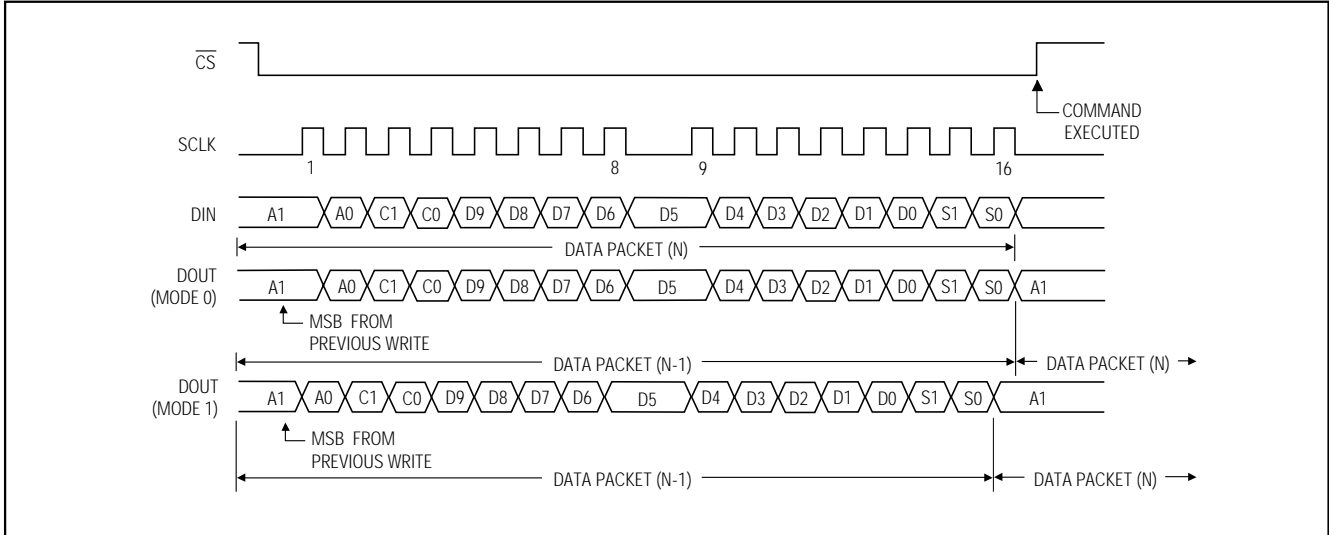 CS
COMMAND
EXECUTED
SCLK
1 8 9 16
DIN A1 A0 C1 C0 D9 D8 D7 D6 D5 D4 D3 D2 D1 D0 S1 S0
DATA PACKET (N)
DOUT
(MODE 0)
A1 A0 C1 C0 D9 D8 D7 D6 D5 D4 D3 D2 D1 D0 S1 S0 A1
MSB FROM
PREVIOUS WRITE
DATA PACKET (N-1) DATA PACKET (N)
DOUT
(MODE 1)
A1 A0 C1 C0 D9 D8 D7 D6 D5 D4 D3 D2 D1 D0 S1 S0 A1
MSB FROM
PREVIOUS WRITE
DATA PACKET (N-1) DATA PACKET (N)